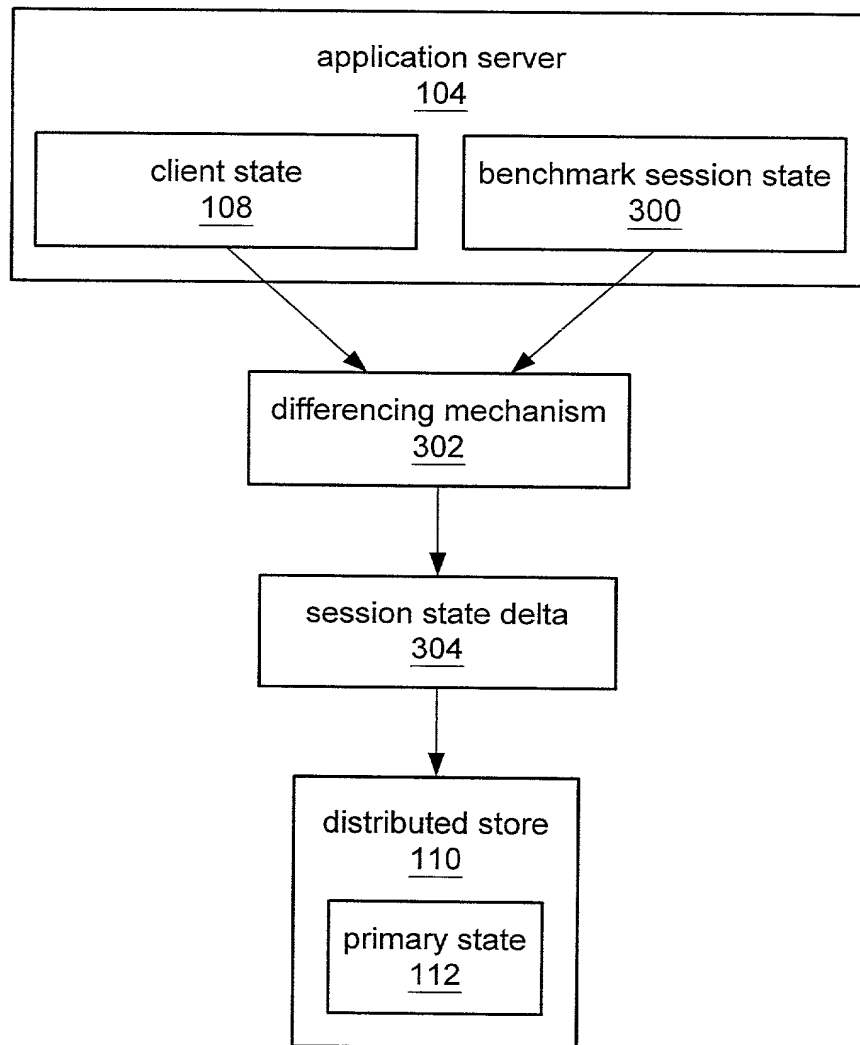 application server
104
client state
108
benchmark session state
300
differencing mechanism
302
session state delta
304
distributed store
110
primary state
112